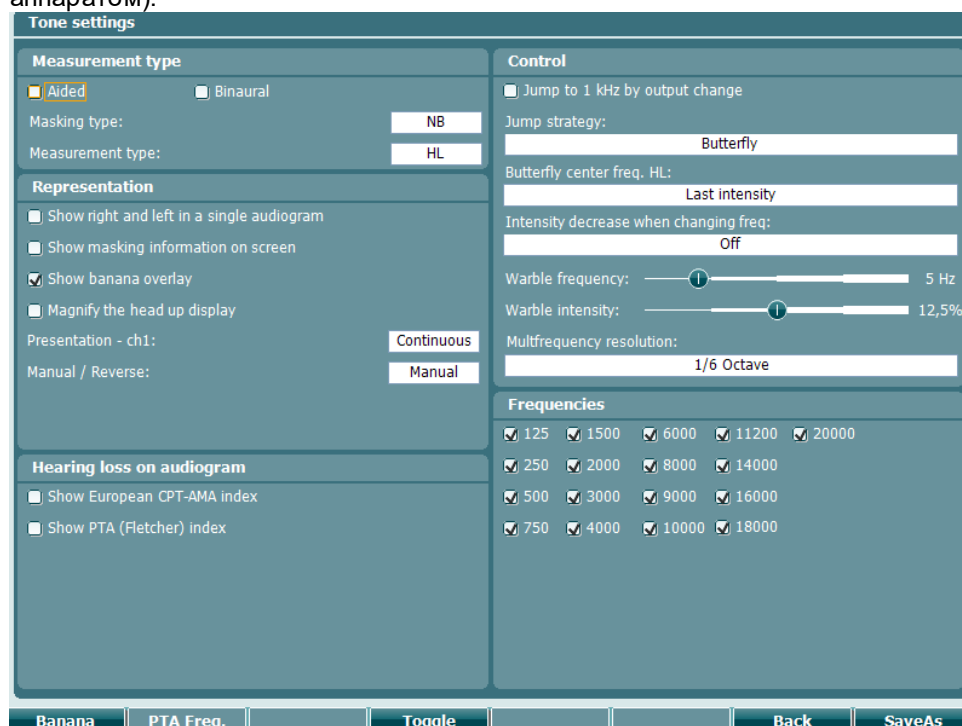 аппаратом).
Tone settings
Measurement type
Aided Binaural
Masking type: NB
Measurement type: HL
Representation
Show right and left in a single audiogram
Show masking information on screen
Show banana overlay
Magnify the head up display
Presentation - ch1: Continuous
Manual / Reverse: Manual
Hearing loss on audiogram
Show European CPT-AMA index
Show PTA (Fletcher) index
Control
Jump to 1 kHz by output change
Jump strategy:
Butterfly
Butterfly center freq. HL:
Last intensity
Intensity decrease when changing freq:
Off
Warble frequency: 5 Hz
Warble intensity: 12,5%
Multfrequency resolution:
1/6 Octave
Frequencies
125 1500 6000 11200 20000
250 2000 8000 14000
500 3000 9000 16000
750 4000 10000 18000
Banana PTA Freq. Toggle Back SaveAs